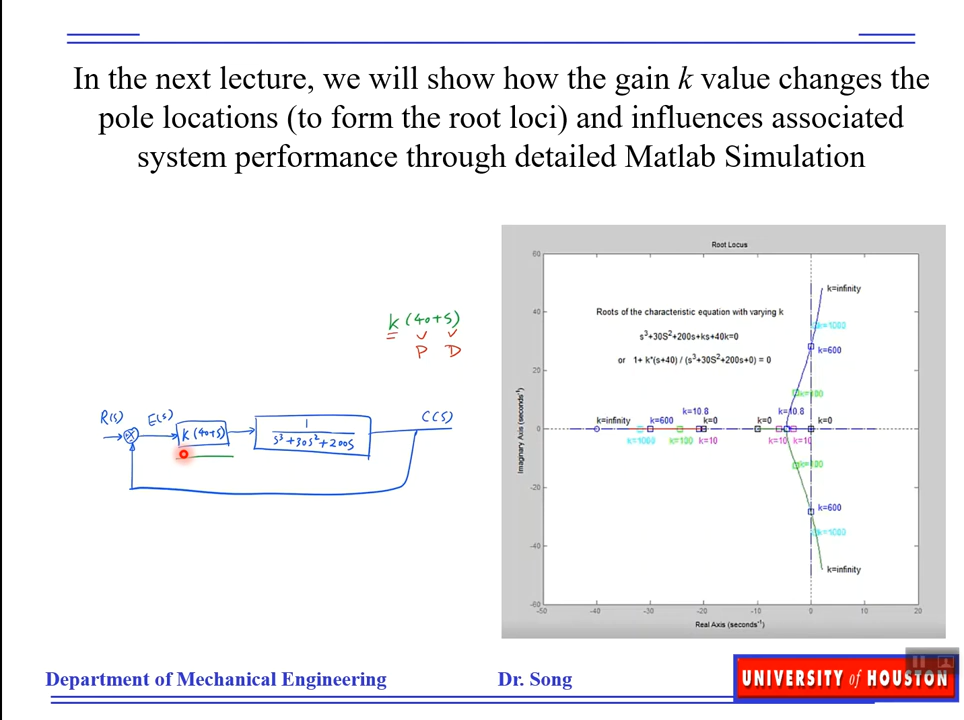 In the next lecture, we will show how the gain k value changes the
pole locations (to form the root loci) and influences associated
system performance through detailed Matlab Simulation
k (40+s)
P D
R(s)
E(s)
k (40+s)
1
s³+30s²+200s
C(s)
Root Locus
Roots of the characteristic equation with varying k
s³+30S²+200s+ks+40k=0
or 1+ k*(s+40) / (s³+30S²+200s+0) = 0
60
40
20
0
-20
-40
-60
-50 -40 -30 -20 -10 0 10 20
Imaginary Axis (seconds⁻¹)
Real Axis (seconds⁻¹)
k=infinity
k=1000
k=600
k=100
k=10.8 k=10.8
k=infinity k=600 k=0 k=0 k=0
k=1000 k=100 k=10 k=10 k=10
k=100
k=600
k=1000
k=infinity
Department of Mechanical Engineering
Dr. Song
UNIVERSITY of HOUSTON